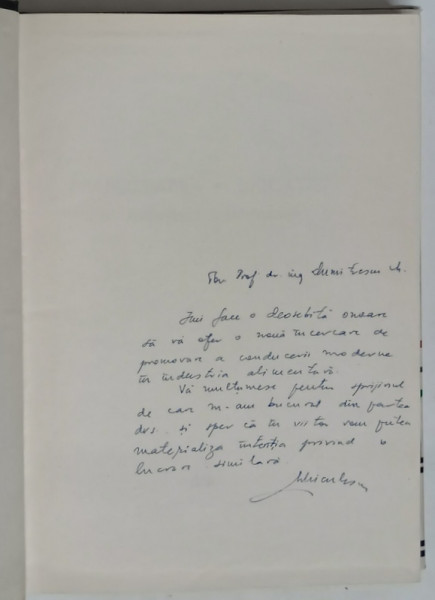 Prof. dr. ing.
Îmi face o deosebită onoare
să vă ofer o nouă încercare de
promovare a conducerii moderne
în industria alimentară.
Vă mulțumesc pentru sprijinul
de care m-am bucurat din partea
dvs. și sper că în viitor vom putea
materializa intenția privind o
lucrare similară.